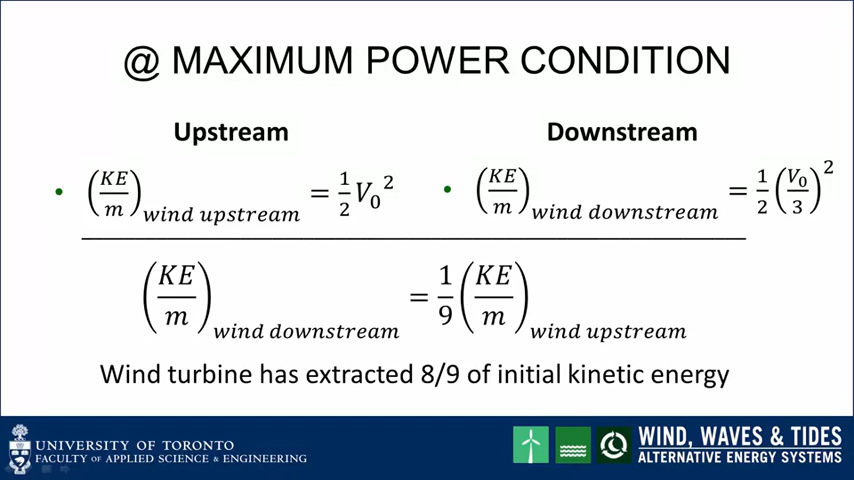 @ MAXIMUM POWER CONDITION
Upstream
Downstream
• (KE/m)wind upstream = 1/2 V₀²
• (KE/m)wind downstream = 1/2 (V₀/3)²
(KE/m)wind downstream = 1/9 (KE/m)wind upstream
Wind turbine has extracted 8/9 of initial kinetic energy
UNIVERSITY OF TORONTO
FACULTY OF APPLIED SCIENCE & ENGINEERING
WIND, WAVES & TIDES
ALTERNATIVE ENERGY SYSTEMS